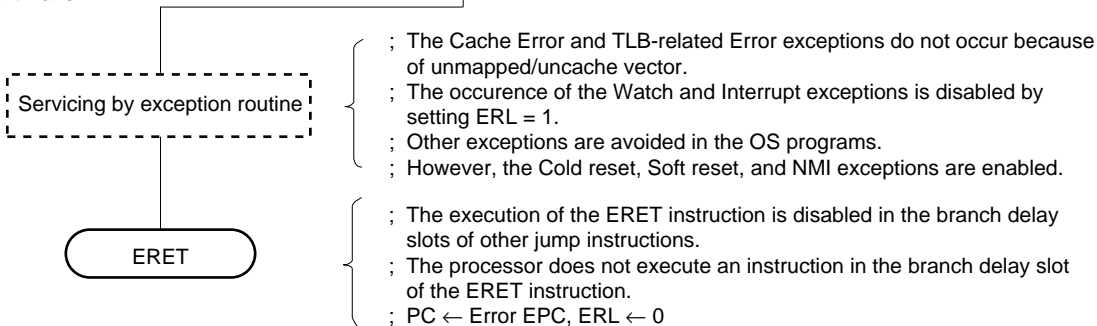 ; The Cache Error and TLB-related Error exceptions do not occur because
of unmapped/uncache vector.
Servicing by exception routine
; The occurence of the Watch and Interrupt exceptions is disabled by
setting ERL = 1.
; Other exceptions are avoided in the OS programs.
; However, the Cold reset, Soft reset, and NMI exceptions are enabled.
ERET
; The execution of the ERET instruction is disabled in the branch delay
slots of other jump instructions.
; The processor does not execute an instruction in the branch delay slot
of the ERET instruction.
; PC ← Error EPC, ERL ← 0